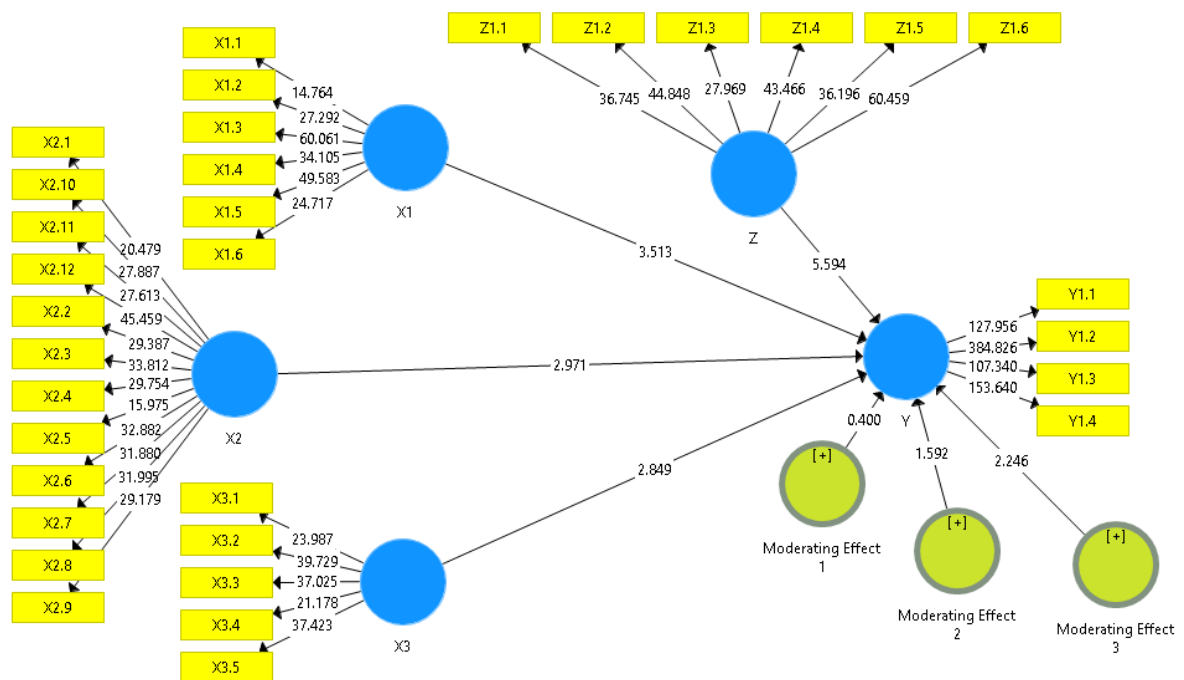 Z1.1
Z1.2
Z1.3
Z1.4
Z1.5
Z1.6
36.745
44.848
27.969
43.466
36.196
60.459
Z
5.594
X1.1
X1.2
X1.3
X1.4
X1.5
X1.6
14.764
27.292
60.061
34.105
49.583
24.717
X1
3.513
X2.1
X2.10
X2.11
X2.12
X2.2
X2.3
X2.4
X2.5
X2.6
X2.7
X2.8
X2.9
20.479
27.887
27.613
45.459
29.387
33.812
29.754
15.975
32.882
31.880
31.995
29.179
X2
2.971
X3.1
X3.2
X3.3
X3.4
X3.5
23.987
39.729
37.025
21.178
37.423
X3
2.849
Y1.1
Y1.2
Y1.3
Y1.4
127.956
384.826
107.340
153.640
Y
0.400
1.592
2.246
[+]
Moderating Effect
1
[+]
Moderating Effect
2
[+]
Moderating Effect
3